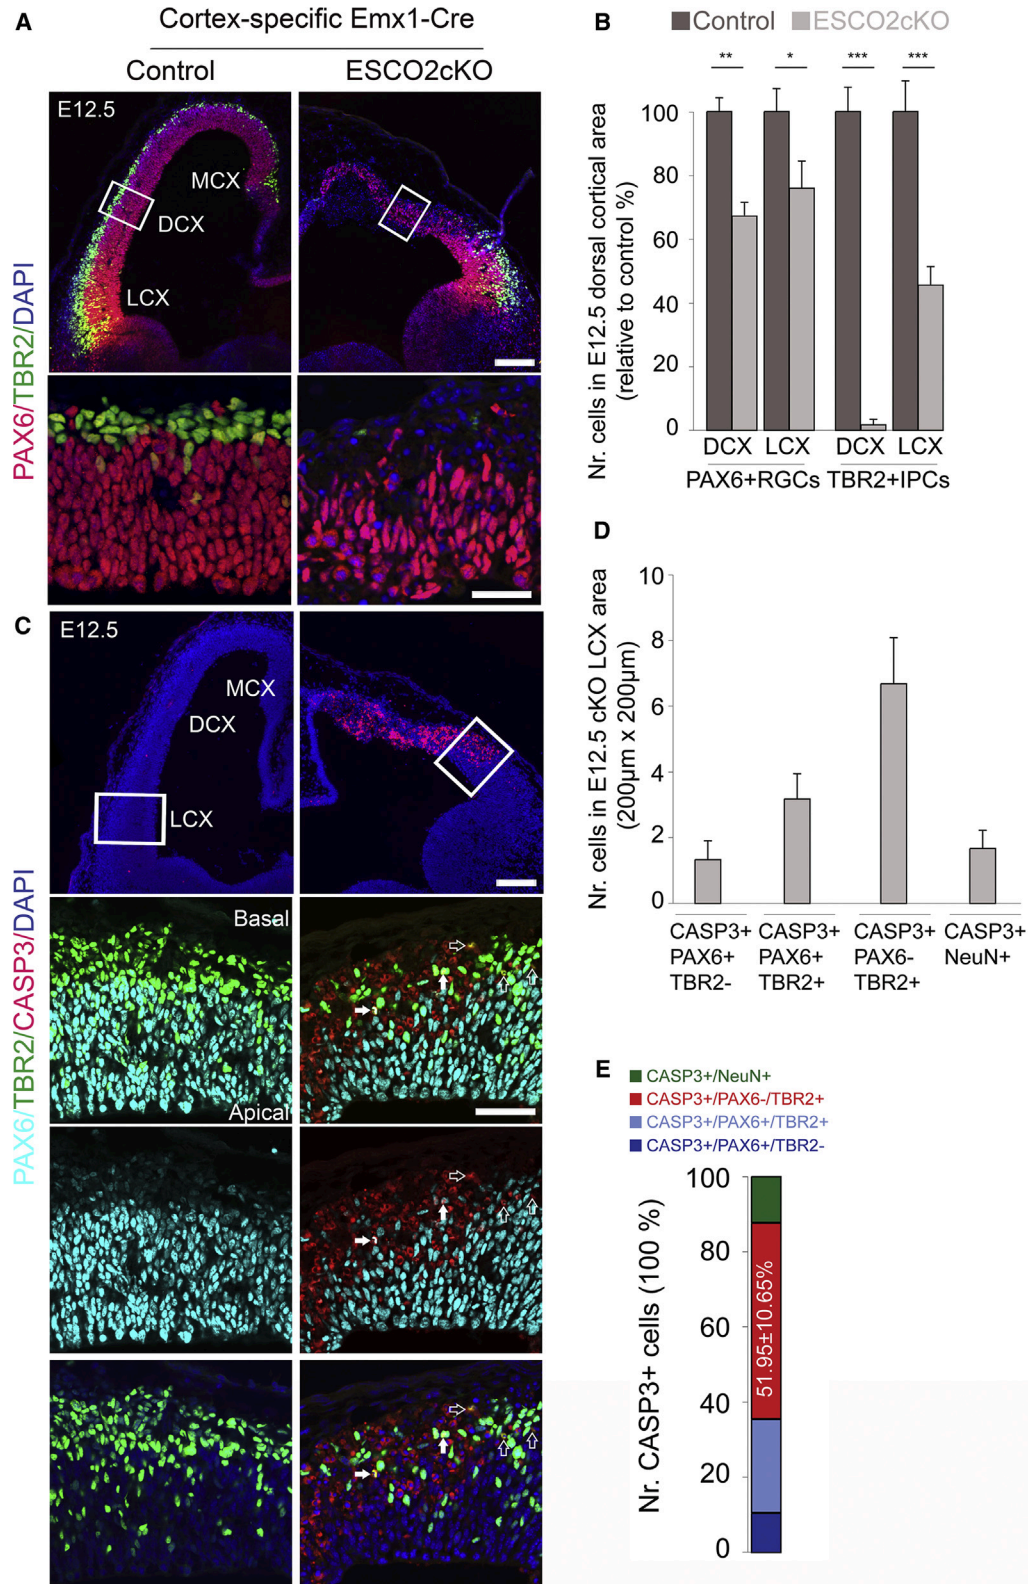 A
Cortex-specific Emx1-Cre
Control
ESCO2cKO
PAX6/TBR2/DAPI
E12.5
MCX
DCX
LCX
B
Control
ESCO2cKO
Nr. cells in E12.5 dorsal cortical area
(relative to control %)
** * *** ***
100
80
60
40
20
0
DCX LCX DCX LCX
PAX6+RGCs TBR2+IPCs
C
PAX6/TBR2/CASP3/DAPI
E12.5
MCX
DCX
LCX
Basal
Apical
D
Nr. cells in E12.5 cKO LCX area
(200µm x 200µm)
10
8
6
4
2
0
CASP3+
PAX6+
TBR2-
CASP3+
PAX6+
TBR2+
CASP3+
PAX6-
TBR2+
CASP3+
NeuN+
E
CASP3+/NeuN+
CASP3+/PAX6-/TBR2+
CASP3+/PAX6+/TBR2+
CASP3+/PAX6+/TBR2-
Nr. CASP3+ cells (100 %)
100
80
60
40
20
0
51.95±10.65%